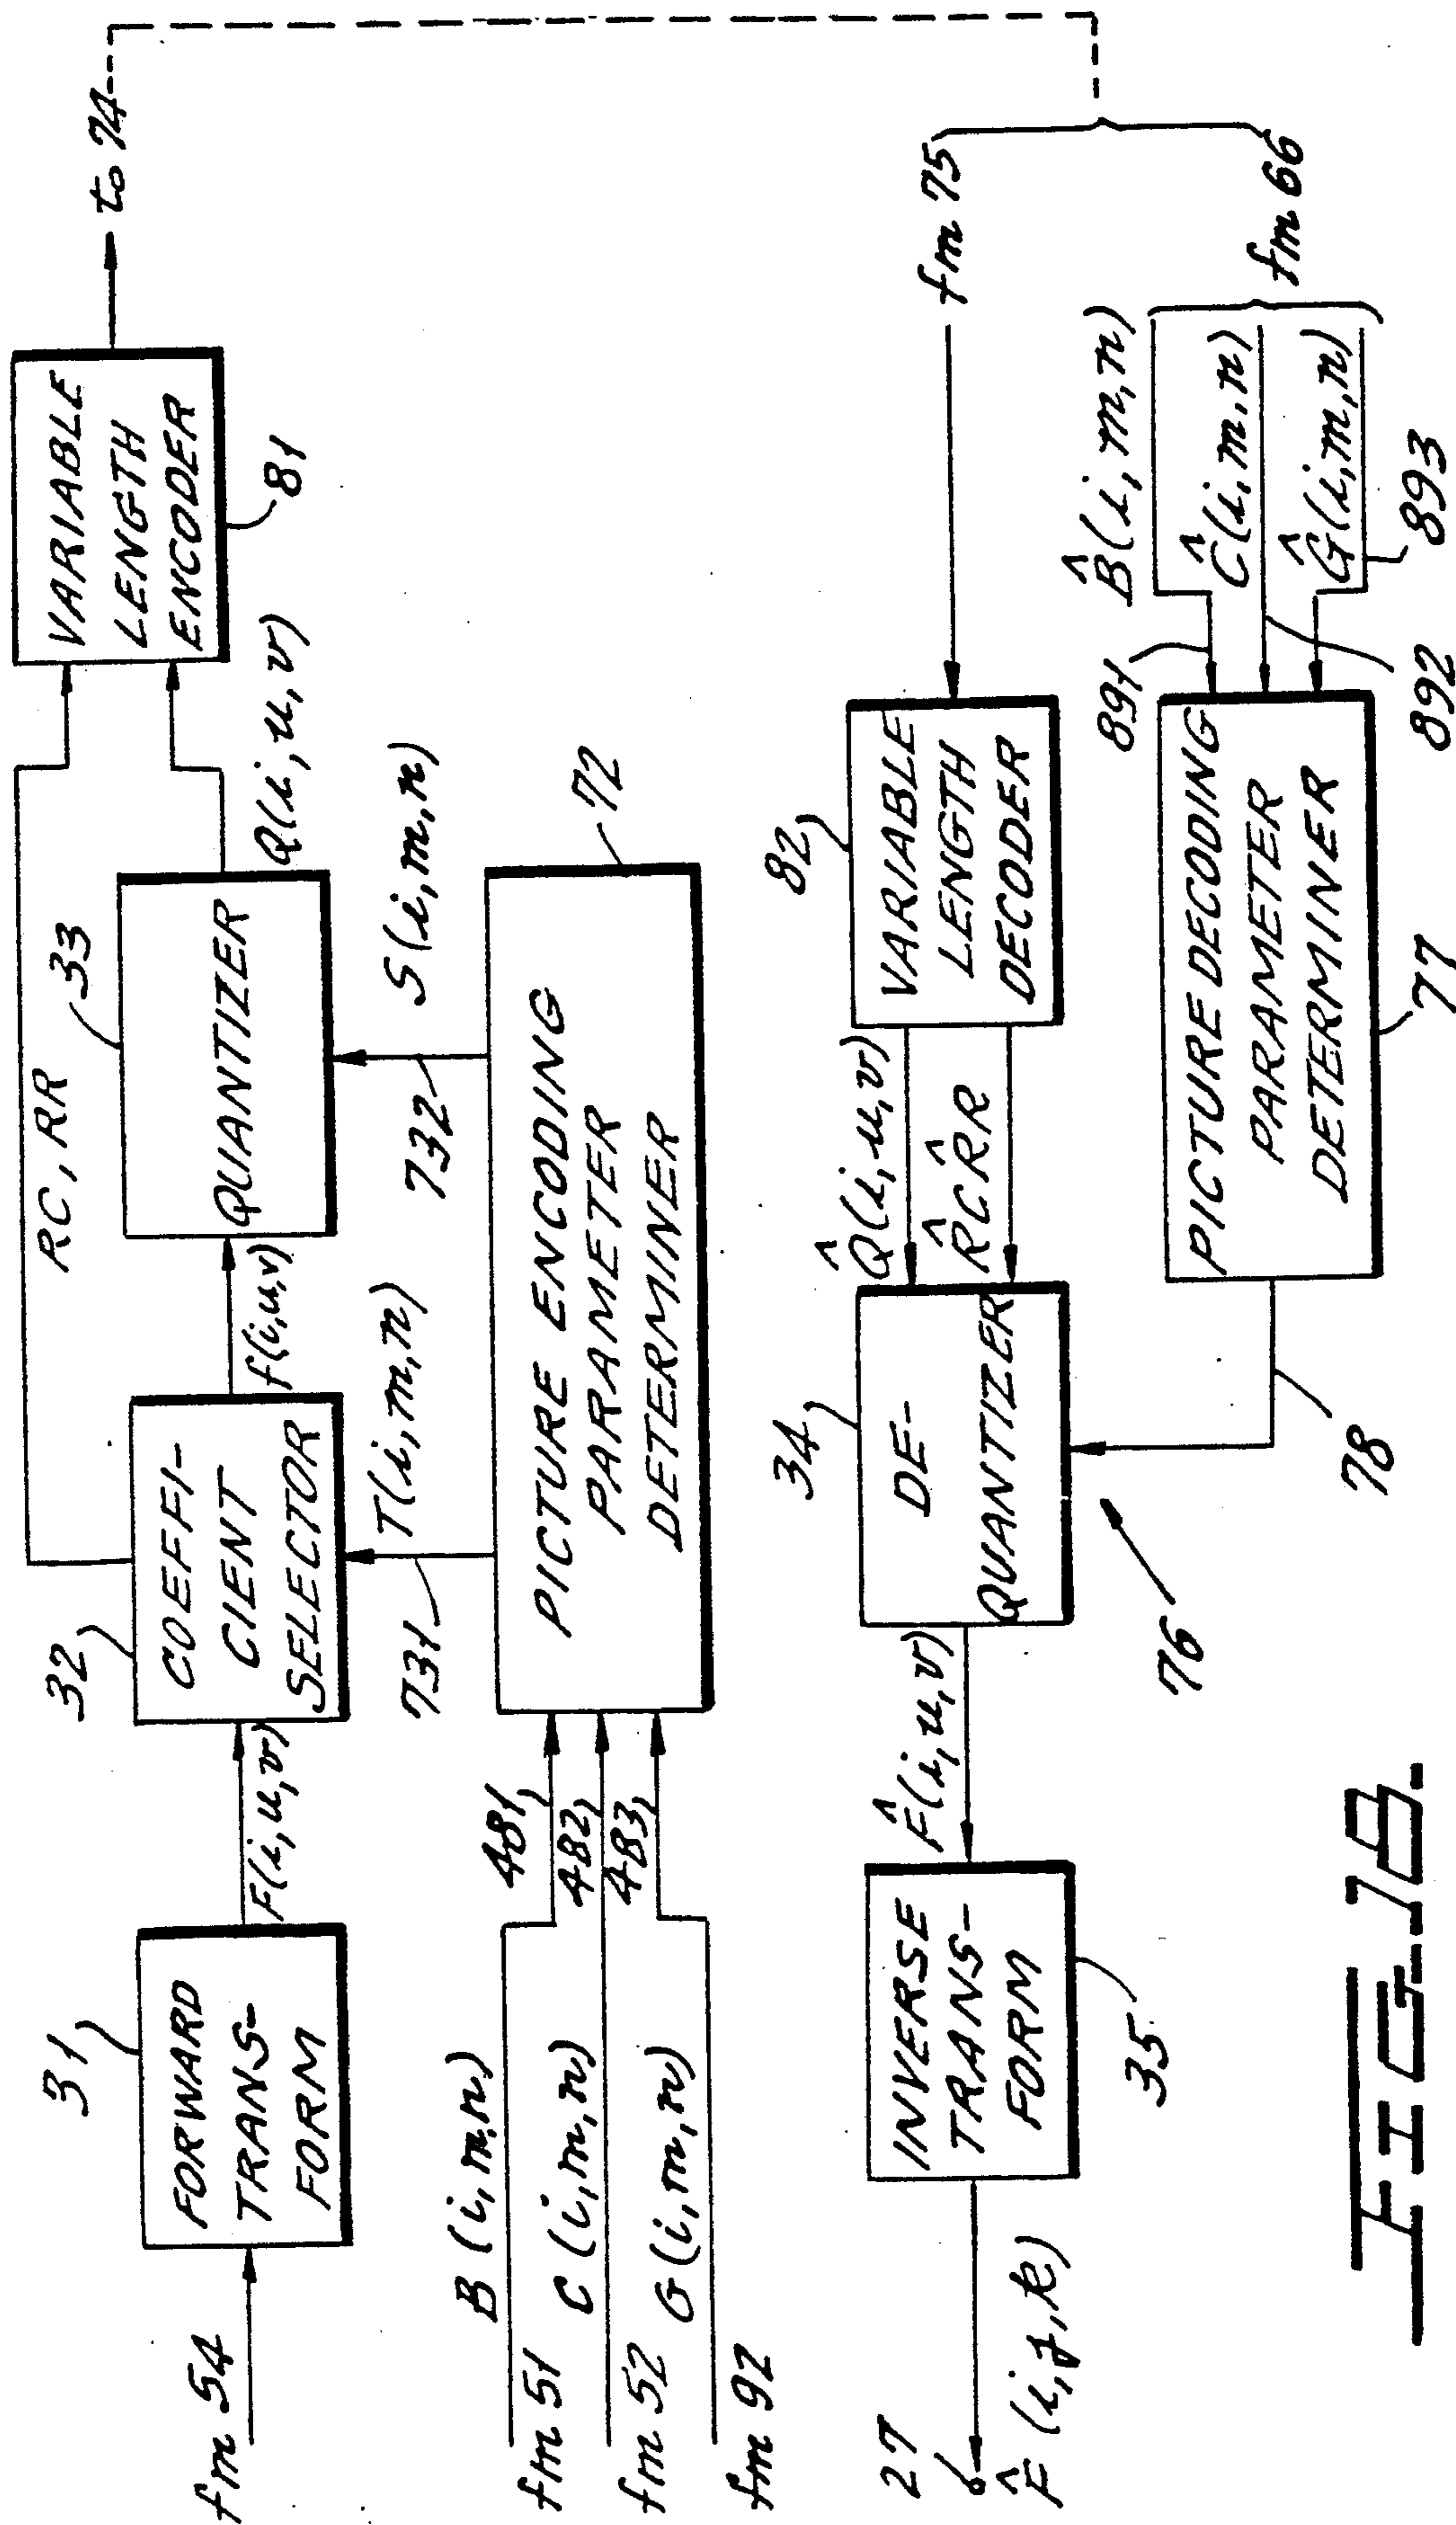 fm 54
31
FORWARD
TRANS-
FORM
F(i,u,v)
32
COEFFI-
CIENT
SELECTOR
f(i,u,v)
RC, RR
33
QUANTIZER
Q(i,u,v)
VARIABLE
LENGTH
ENCODER
81
to 74
731
T(i,m,n)
732
S(i,m,n)
B(i,m,n)
fm 51
C(i,m,n)
fm 52
G(i,m,n)
fm 92
481
482
483
PICTURE ENCODING
PARAMETER
DETERMINER
72
27
F̂(i,j,k)
INVERSE
TRANS-
FORM
35
F̂(i,u,v)
34
DE-
QUANTIZER
76
Q̂(i,u,v)
R̂C R̂R
82
VARIABLE
LENGTH
DECODER
fm 75
78
PICTURE DECODING
PARAMETER
DETERMINER
77
891
892
893
B̂(i,m,n)
Ĉ(i,m,n)
Ĝ(i,m,n)
fm 66
FIG. 1B.